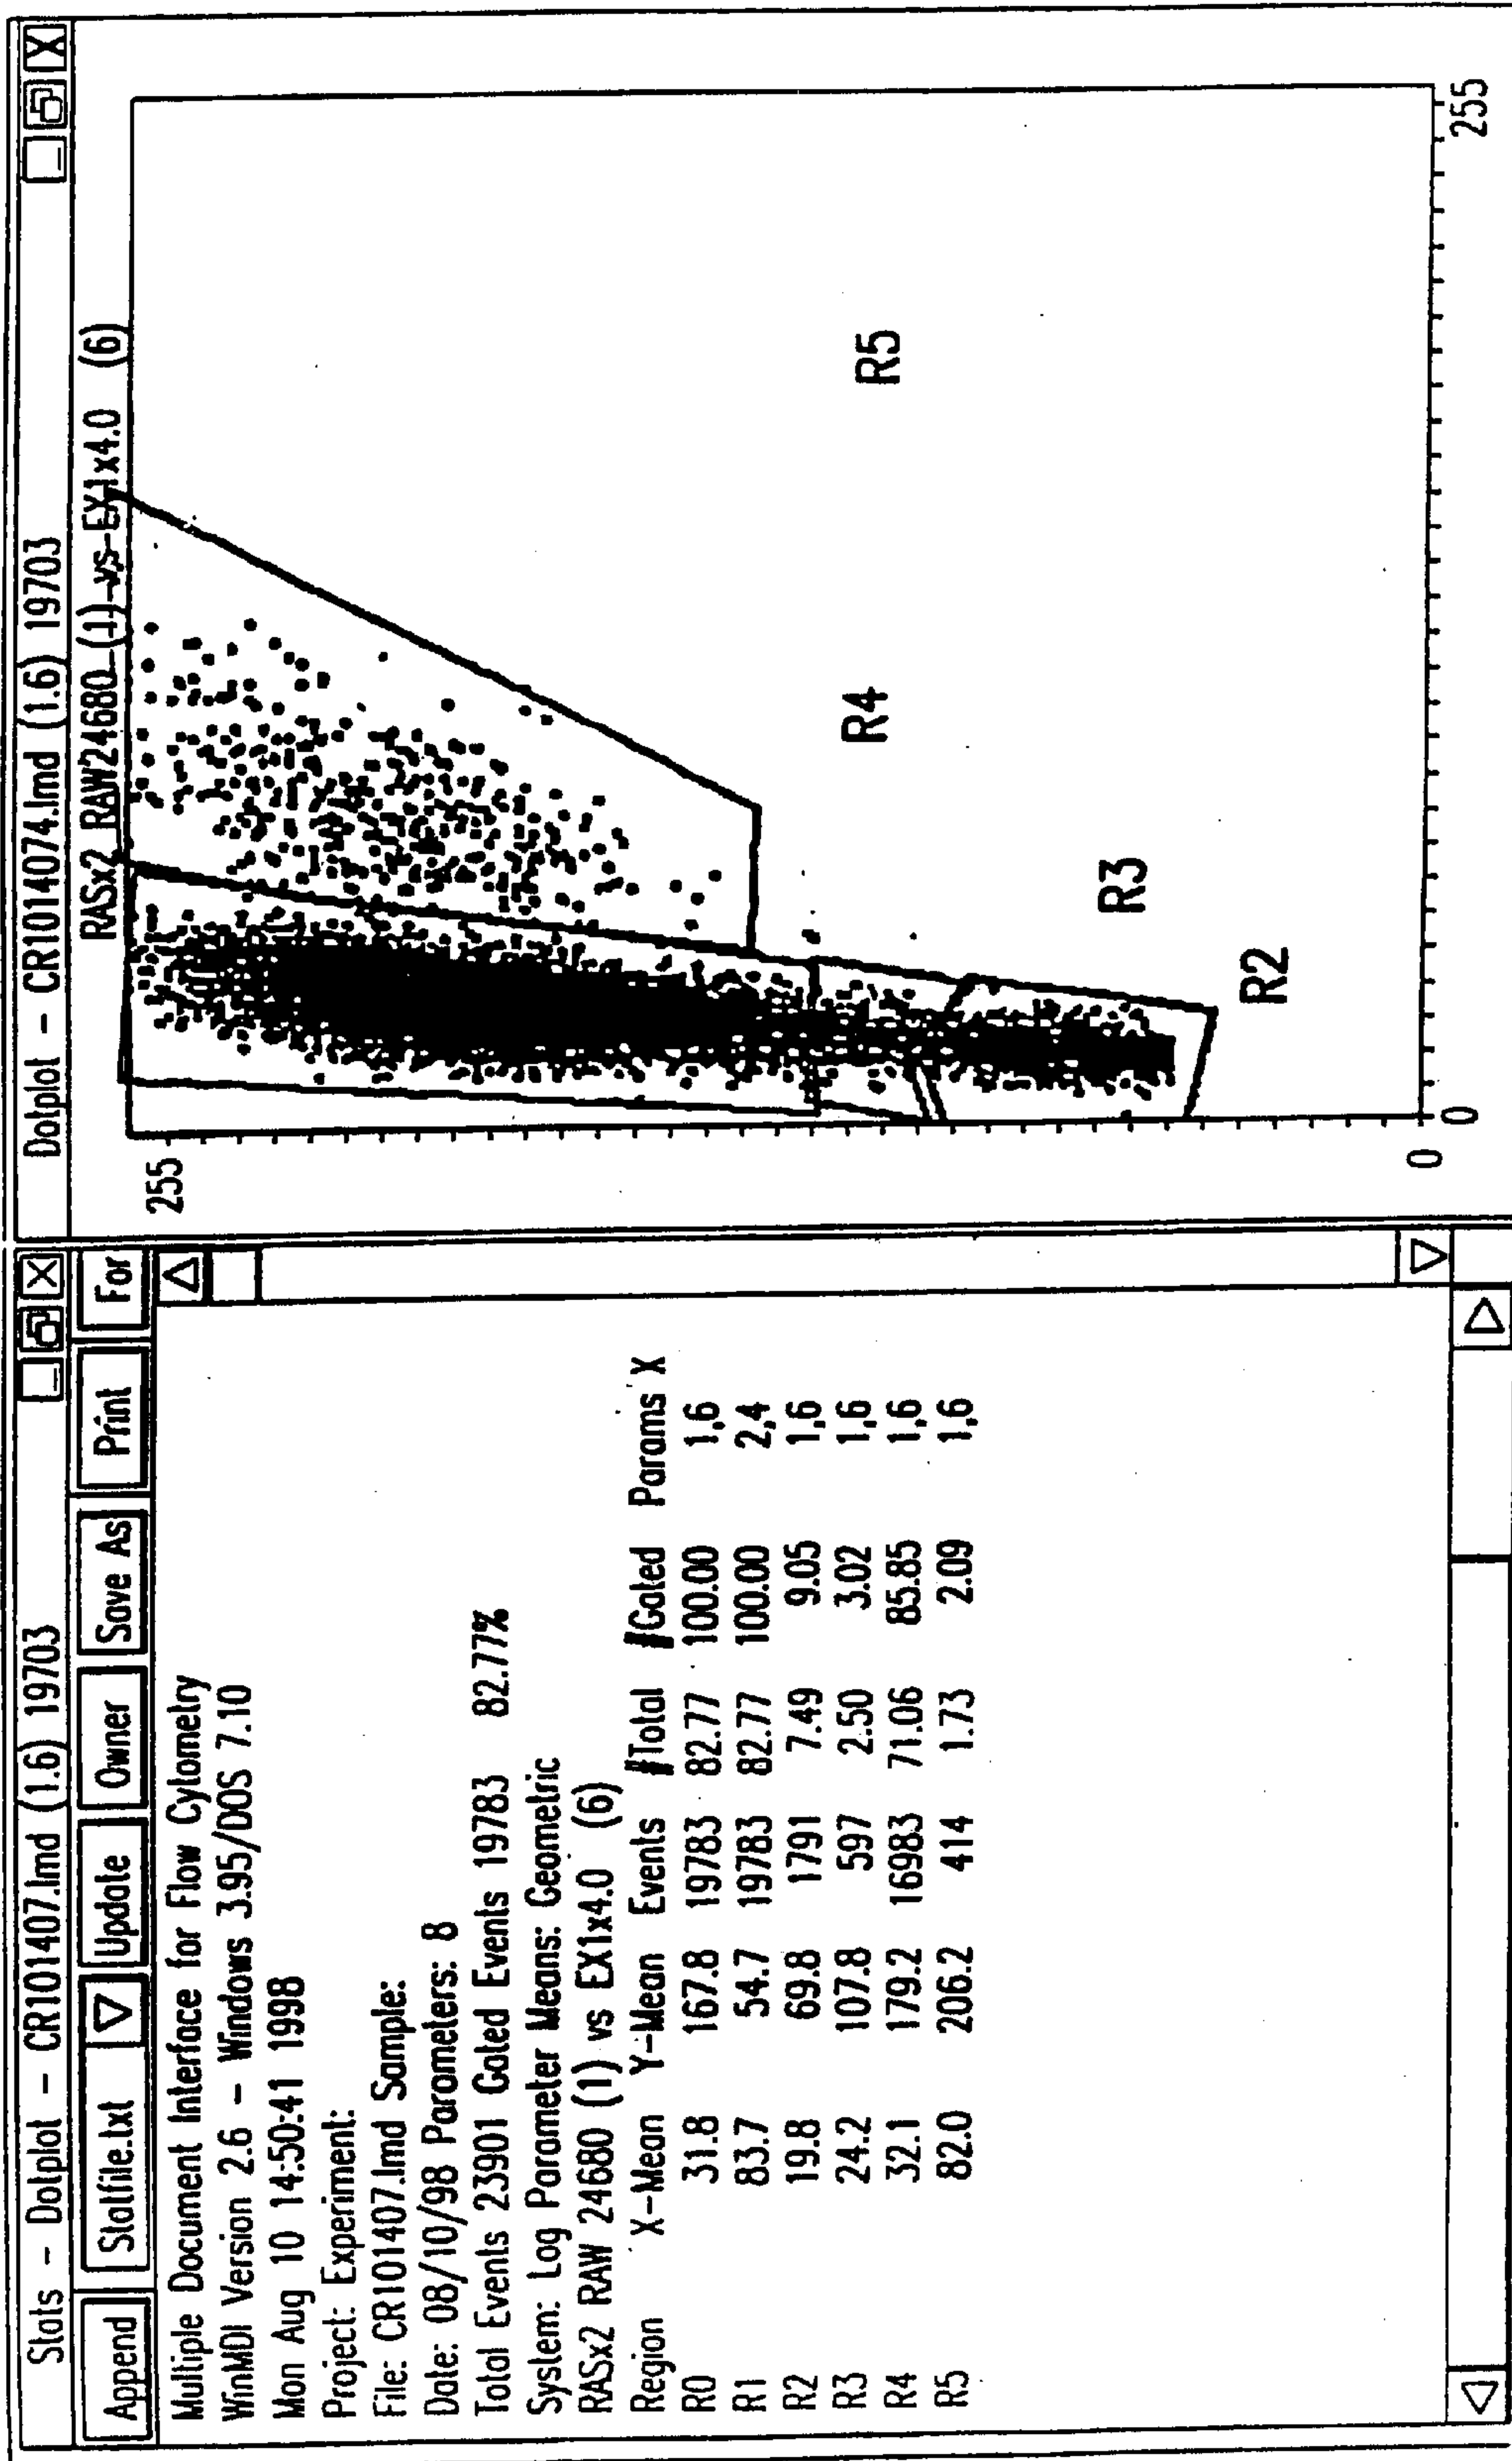 Stats - Dotplot - CR101407.lmd (1.6) 19703
Append Statfile.txt Update Owner Save As Print For
Multiple Document Interface for Flow Cytometry
WinMDI Version 2.6 - Windows 3.95/DOS 7.10
Mon Aug 10 14:50:41 1998
Project: Experiment:
File: CR101407.lmd Sample:
Date: 08/10/98 Parameters: 8
Total Events 23901 Gated Events 19783 82.77%
System: Log Parameter Means: Geometric
RASx2 RAW 24680 (1) vs EX1x4.0 (6)
Region X-Mean Y-Mean Events #Total #Gated Params X
R0 31.8 167.8 19783 82.77 100.00 1,6
R1 83.7 54.7 19783 82.77 100.00 2,4
R2 19.8 69.8 1791 7.49 9.05 1,6
R3 24.2 107.8 597 2.50 3.02 1,6
R4 32.1 179.2 16983 71.06 85.85 1,6
R5 82.0 206.2 414 1.73 2.09 1,6
Dotplot - CR1014074.lmd (1.6) 19703
RASx2 RAW24680 (1) vs EX1x4.0 (6)
255
R5
R4
R3
R2
0
0
255